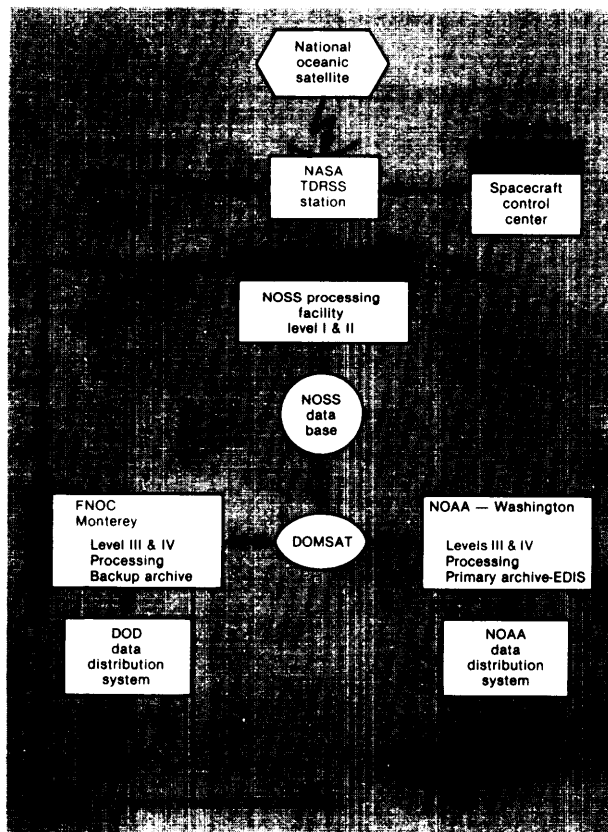 National
oceanic
satellite
NASA
TDRSS
station
Spacecraft
control
center
NOSS processing
facility
level I & II
NOSS
data
base
FNOC
Monterey
Level III & IV
Processing
Backup archive
DOMSAT
NOAA — Washington
Levels III & IV
Processing
Primary archive-EDIS
DOD
data
distribution
system
NOAA
data
distribution
system